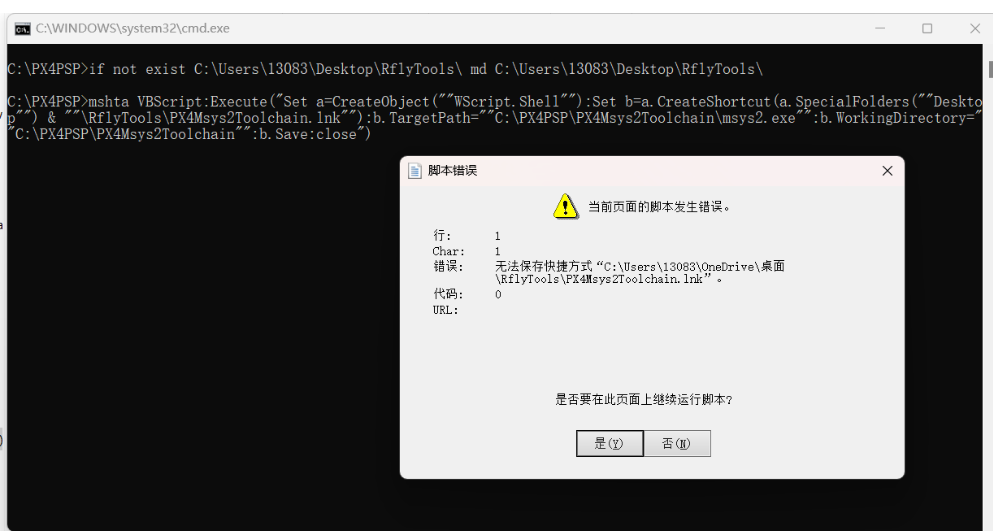 C:\WINDOWS\system32\cmd.exe
C:\PX4PSP>if not exist C:\Users\13083\Desktop\RflyTools\ md C:\Users\13083\Desktop\RflyTools\
C:\PX4PSP>mshta VBScript:Execute("Set a=CreateObject(""WScript.Shell""):Set b=a.CreateShortcut(a.SpecialFolders(""Deskto
p"") & ""\RflyTools\PX4Msys2Toolchain.lnk""):b.TargetPath=""C:\PX4PSP\PX4Msys2Toolchain\msys2.exe"":b.WorkingDirectory="
"C:\PX4PSP\PX4Msys2Toolchain"":b.Save:close")
脚本错误
当前页面的脚本发生错误。
行: 1
Char: 1
错误: 无法保存快捷方式“C:\Users\13083\OneDrive\桌面
\RflyTools\PX4Msys2Toolchain.lnk”。
代码: 0
URL:
是否要在此页面上继续运行脚本?
是(Y) 否(N)